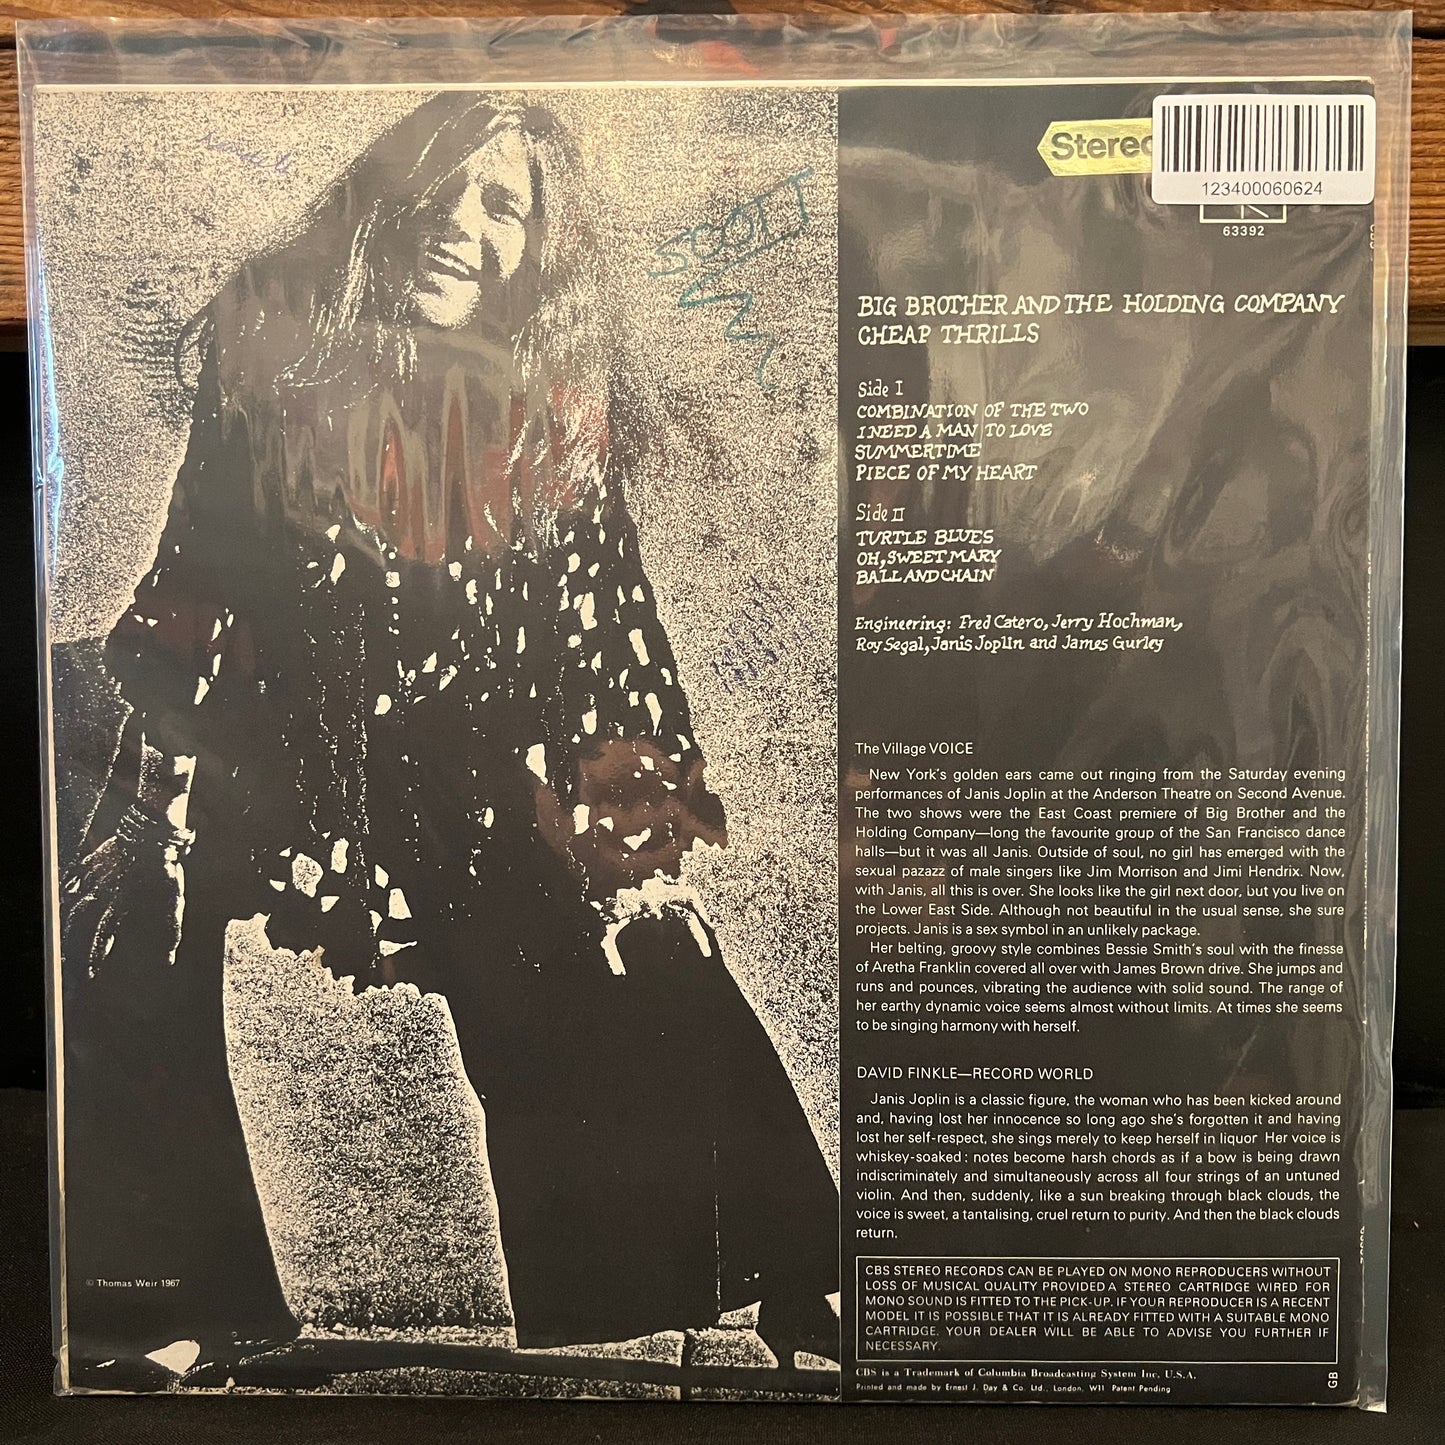 Stereo
123400060624
63392
SCOTT
BIG BROTHER AND THE HOLDING COMPANY
CHEAP THRILLS
Side I
COMBINATION OF THE TWO
I NEED A MAN TO LOVE
SUMMERTIME
PIECE OF MY HEART
Side II
TURTLE BLUES
OH, SWEET MARY
BALL AND CHAIN
Engineering: Fred Catero, Jerry Hochman,
Roy Segal, Janis Joplin and James Gurley
The Village VOICE
New York's golden ears came out ringing from the Saturday evening
performances of Janis Joplin at the Anderson Theatre on Second Avenue.
The two shows were the East Coast premiere of Big Brother and the
Holding Company—long the favourite group of the San Francisco dance
halls—but it was all Janis. Outside of soul, no girl has emerged with the
sexual pazazz of male singers like Jim Morrison and Jimi Hendrix. Now,
with Janis, all this is over. She looks like the girl next door, but you live on
the Lower East Side. Although not beautiful in the usual sense, she sure
projects. Janis is a sex symbol in an unlikely package.
Her belting, groovy style combines Bessie Smith's soul with the finesse
of Aretha Franklin covered all over with James Brown drive. She jumps and
runs and pounces, vibrating the audience with solid sound. The range of
her earthy dynamic voice seems almost without limits. At times she seems
to be singing harmony with herself.
DAVID FINKLE—RECORD WORLD
Janis Joplin is a classic figure, the woman who has been kicked around
and, having lost her innocence so long ago she's forgotten it and having
lost her self-respect, she sings merely to keep herself in liquor Her voice is
whiskey-soaked: notes become harsh chords as if a bow is being drawn
indiscriminately and simultaneously across all four strings of an untuned
violin. And then, suddenly, like a sun breaking through black clouds, the
voice is sweet, a tantalising, cruel return to purity. And then the black clouds
return.
CBS STEREO RECORDS CAN BE PLAYED ON MONO REPRODUCERS WITHOUT
LOSS OF MUSICAL QUALITY PROVIDED A STEREO CARTRIDGE WIRED FOR
MONO SOUND IS FITTED TO THE PICK-UP. IF YOUR REPRODUCER IS A RECENT
MODEL IT IS POSSIBLE THAT IT IS ALREADY FITTED WITH A SUITABLE MONO
CARTRIDGE. YOUR DEALER WILL BE ABLE TO ADVISE YOU FURTHER IF
NECESSARY.
CBS is a Trademark of Columbia Broadcasting System Inc. U.S.A.
Printed and made by Ernest J. Day & Co. Ltd., London, W11 Patent Pending
GB
© Thomas Weir 1967